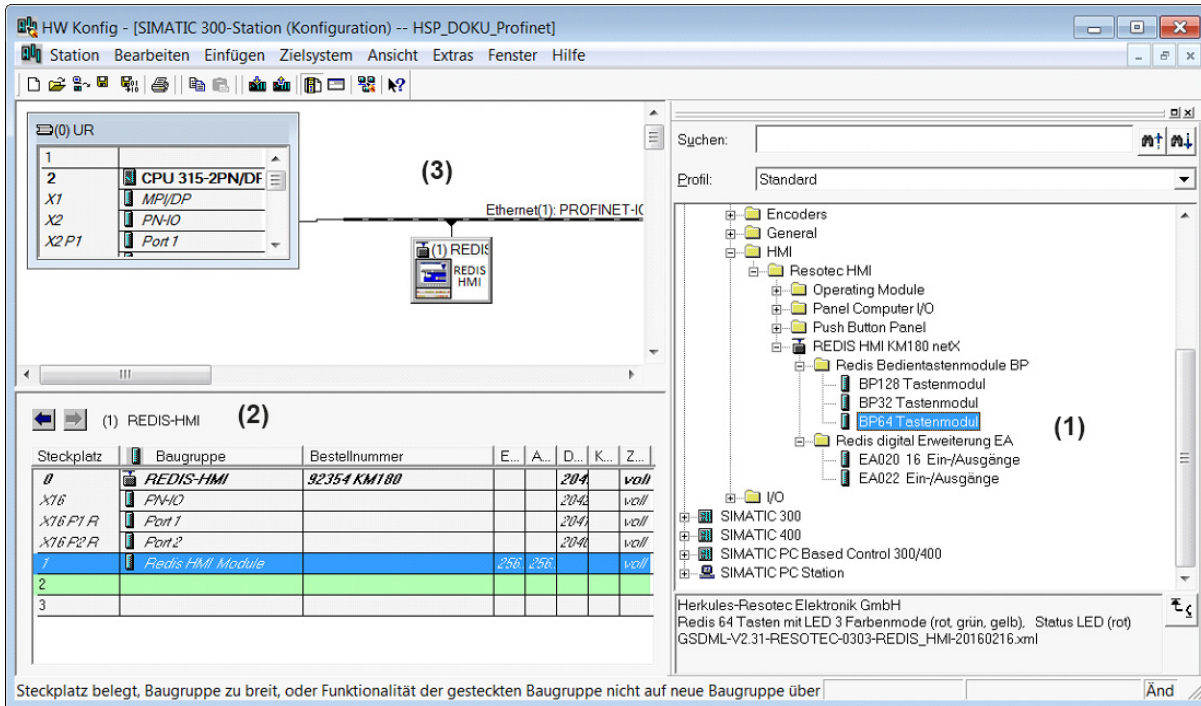 HW Konfig - [SIMATIC 300-Station (Konfiguration) -- HSP_DOKU_Profinet]
Station Bearbeiten Einfügen Zielsystem Ansicht Extras Fenster Hilfe
(0) UR
1
2 CPU 315-2PN/DP
X1 MPI/DP
X2 PN-IO
X2 P1 Port 1
(3)
Ethernet(1): PROFINET-IO
(1) REDIS
REDIS
HMI
(2)
(1) REDIS-HMI
Steckplatz Baugruppe Bestellnummer E... A... D... K... Z...
0 REDIS-HMI 92354 KM180 204 voll
X16 PN-IO 2042 voll
X16 P1 R Port 1 2041 voll
X16 P2 R Port 2 2040 voll
1 Redis HMI Module 256. 256. voll
2
3
Suchen:
Profil: Standard
Encoders
General
HMI
Resotec HMI
Operating Module
Panel Computer I/O
Push Button Panel
REDIS HMI KM180 netX
Redis Bedientastenmodule BP
BP128 Tastenmodul
BP32 Tastenmodul
BP64 Tastenmodul
(1)
Redis digital Erweiterung EA
EA020 16 Ein-/Ausgänge
EA022 Ein-/Ausgänge
I/O
SIMATIC 300
SIMATIC 400
SIMATIC PC Based Control 300/400
SIMATIC PC Station
Herkules-Resotec Elektronik GmbH
Redis 64 Tasten mit LED 3 Farbenmode (rot, grün, gelb), Status LED (rot)
GSDML-V2.31-RESOTEC-0303-REDIS_HMI-20160216.xml
Steckplatz belegt, Baugruppe zu breit, oder Funktionalität der gesteckten Baugruppe nicht auf neue Baugruppe über
Änd